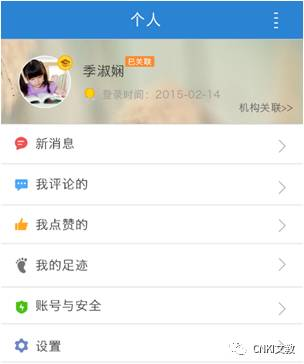 个人
季淑娴
已关联
登录时间：2015-02-14
机构关联>>
新消息
我评论的
我点赞的
我的足迹
账号与安全
设置
CNKI文教